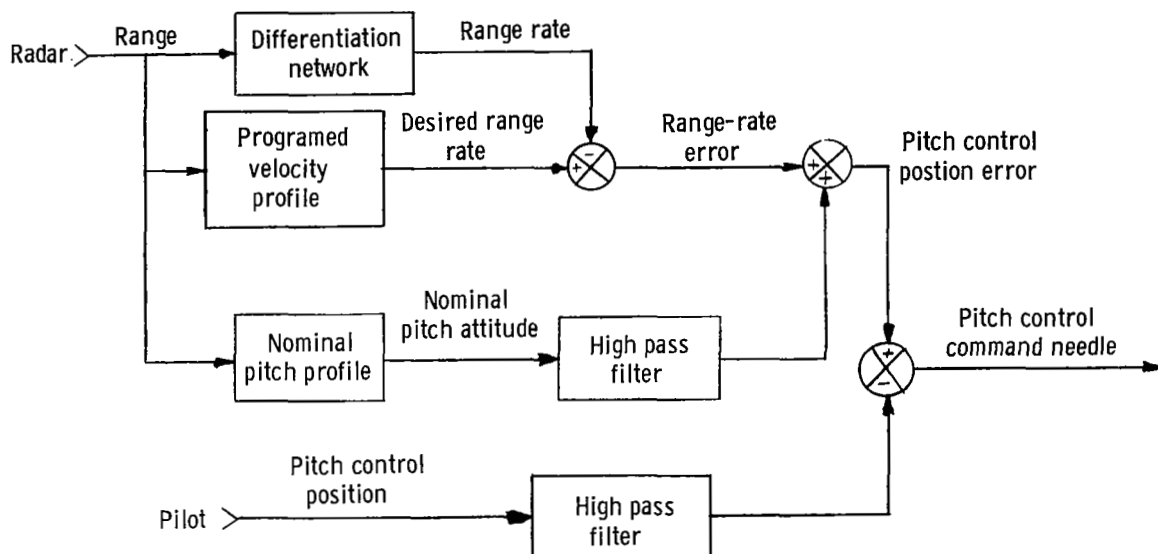 Radar
Range
Differentiation
network
Range rate
Programed
velocity
profile
Desired range
rate
-
+
Range-rate
error
+
+
Pitch control
postion error
Nominal
pitch profile
Nominal
pitch attitude
High pass
filter
+
-
Pitch control
command needle
Pilot
Pitch control
position
High pass
filter